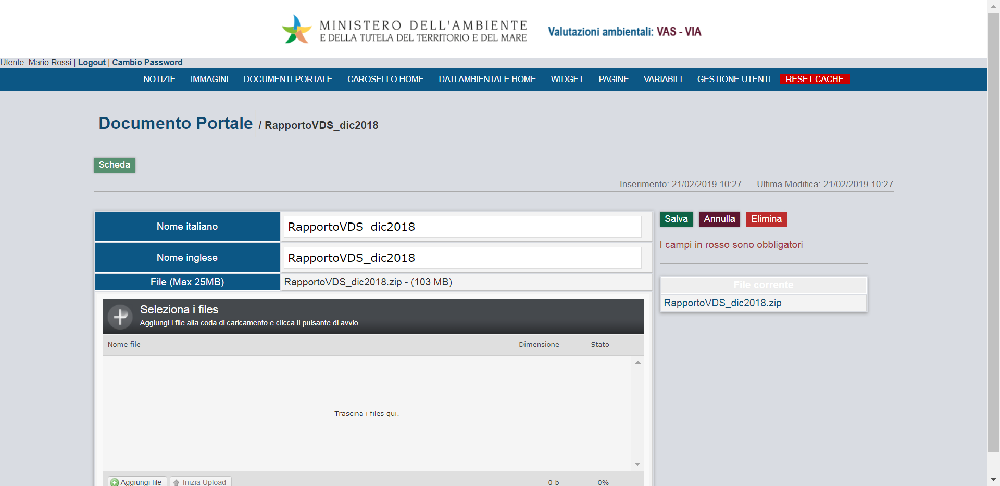 MINISTERO DELL'AMBIENTE
E DELLA TUTELA DEL TERRITORIO E DEL MARE
Valutazioni ambientali: VAS - VIA
Utente: Mario Rossi | Logout | Cambio Password
NOTIZIE IMMAGINI DOCUMENTI PORTALE CAROSELLO HOME DATI AMBIENTALE HOME WIDGET PAGINE VARIABILI GESTIONE UTENTI RESET CACHE
Documento Portale / RapportoVDS_dic2018
Scheda
Inserimento: 21/02/2019 10:27 Ultima Modifica: 21/02/2019 10:27
Nome italiano RapportoVDS_dic2018
Nome inglese RapportoVDS_dic2018
File (Max 25MB) RapportoVDS_dic2018.zip - (103 MB)
Seleziona i files
Aggiungi i file alla coda di caricamento e clicca il pulsante di avvio.
Nome file Dimensione Stato
Trascina i files qui.
Aggiungi file Inizia Upload 0 b 0%
Salva Annulla Elimina
I campi in rosso sono obbligatori
File corrente
RapportoVDS_dic2018.zip